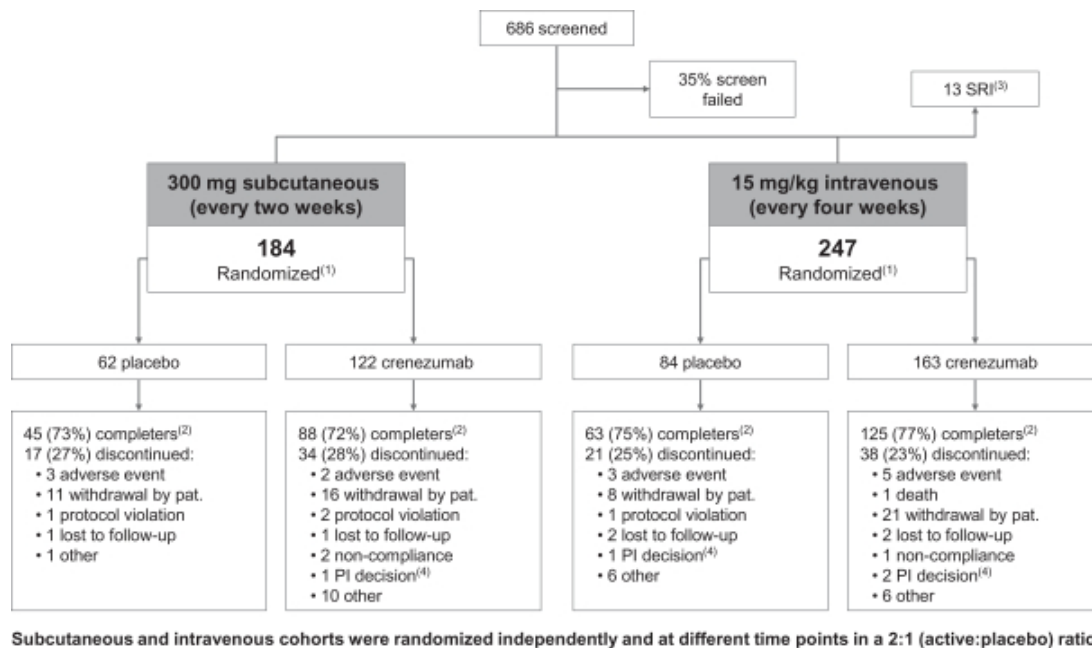 686 screened
35% screen
failed
13 SRI(3)
300 mg subcutaneous
(every two weeks)
184
Randomized(1)
15 mg/kg intravenous
(every four weeks)
247
Randomized(1)
62 placebo
122 crenezumab
84 placebo
163 crenezumab
45 (73%) completers(2)
17 (27%) discontinued:
• 3 adverse event
• 11 withdrawal by pat.
• 1 protocol violation
• 1 lost to follow-up
• 1 other
88 (72%) completers(2)
34 (28%) discontinued:
• 2 adverse event
• 16 withdrawal by pat.
• 2 protocol violation
• 1 lost to follow-up
• 2 non-compliance
• 1 PI decision(4)
• 10 other
63 (75%) completers(2)
21 (25%) discontinued:
• 3 adverse event
• 8 withdrawal by pat.
• 1 protocol violation
• 2 lost to follow-up
• 1 PI decision(4)
• 6 other
125 (77%) completers(2)
38 (23%) discontinued:
• 5 adverse event
• 1 death
• 21 withdrawal by pat.
• 2 lost to follow-up
• 1 non-compliance
• 2 PI decision(4)
• 6 other
Subcutaneous and intravenous cohorts were randomized independently and at different time points in a 2:1 (active:placebo) ratio